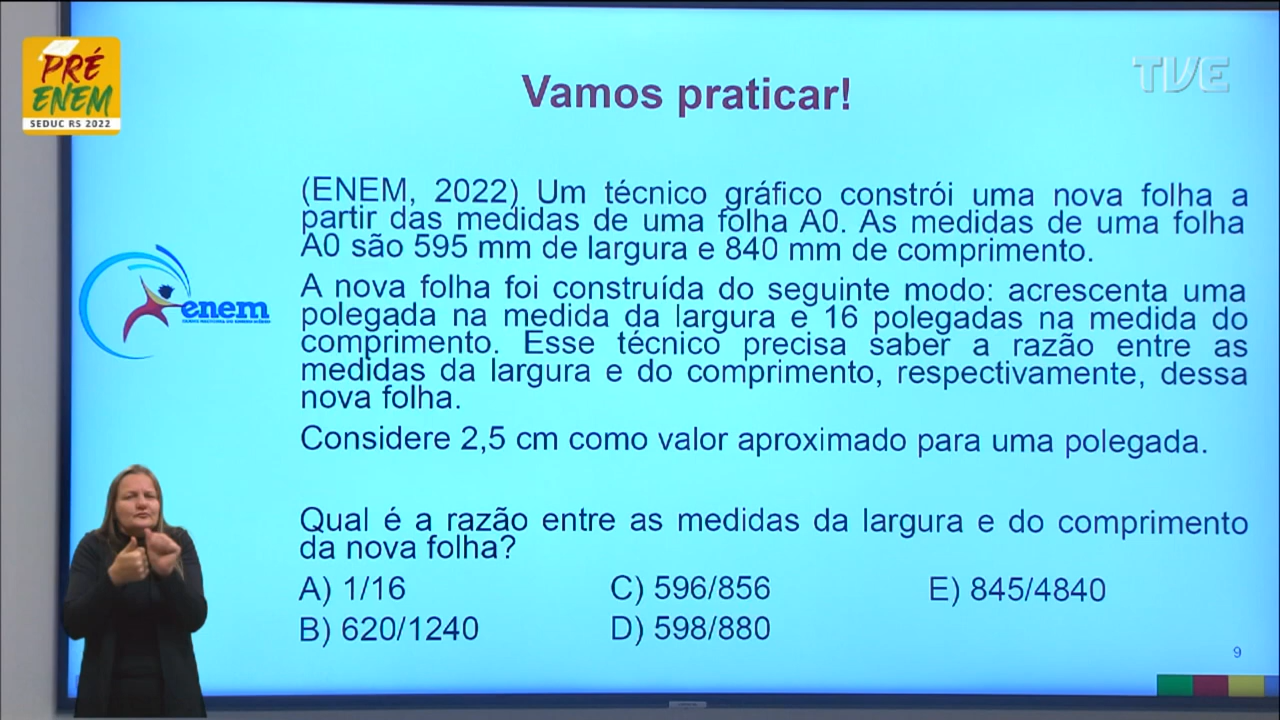 PRÉ
ENEM
SEDUC RS 2022
TVE
Vamos praticar!
(ENEM, 2022) Um técnico gráfico constrói uma nova folha a
partir das medidas de uma folha A0. As medidas de uma folha
A0 são 595 mm de largura e 840 mm de comprimento.
A nova folha foi construída do seguinte modo: acrescenta uma
polegada na medida da largura e 16 polegadas na medida do
comprimento. Esse técnico precisa saber a razão entre as
medidas da largura e do comprimento, respectivamente, dessa
nova folha.
Considere 2,5 cm como valor aproximado para uma polegada.
enem
Qual é a razão entre as medidas da largura e do comprimento
da nova folha?
A) 1/16 C) 596/856 E) 845/4840
B) 620/1240 D) 598/880
9